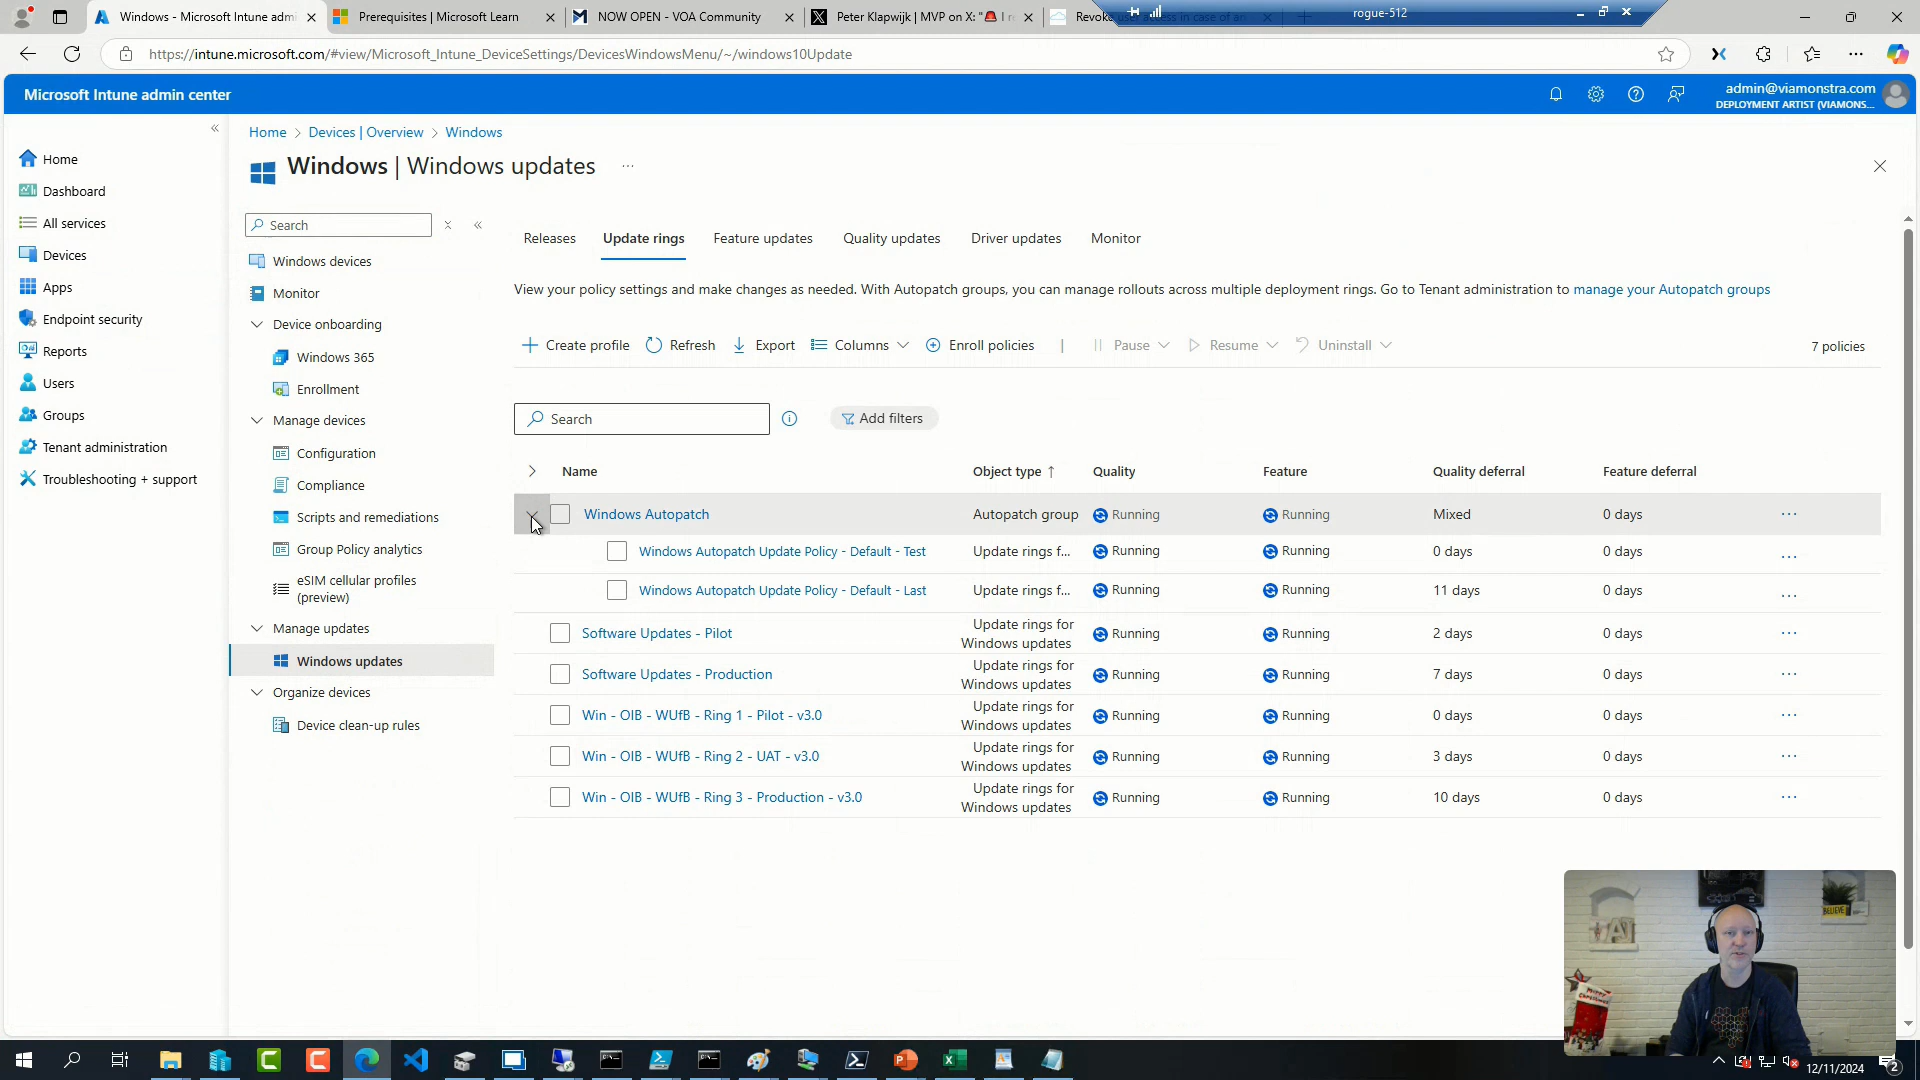 Windows - Microsoft Intune admi
Prerequisites | Microsoft Learn
NOW OPEN - VOA Community
Peter Klapwijk | MVP on X: "🚨 I r
rogue-512
https://intune.microsoft.com/#view/Microsoft_Intune_DeviceSettings/DevicesWindowsMenu/~/windows10Update
Microsoft Intune admin center
admin@viamonstra.com
DEPLOYMENT ARTIST (VIAMONS...
Home
Dashboard
All services
Devices
Apps
Endpoint security
Reports
Users
Groups
Tenant administration
Troubleshooting + support
Home > Devices | Overview > Windows
Windows | Windows updates ...
Search
Windows devices
Monitor
Device onboarding
Windows 365
Enrollment
Manage devices
Configuration
Compliance
Scripts and remediations
Group Policy analytics
eSIM cellular profiles
(preview)
Manage updates
Windows updates
Organize devices
Device clean-up rules
Releases Update rings Feature updates Quality updates Driver updates Monitor
View your policy settings and make changes as needed. With Autopatch groups, you can manage rollouts across multiple deployment rings. Go to Tenant administration to manage your Autopatch groups
Create profile Refresh Export Columns Enroll policies | Pause Resume Uninstall 7 policies
Search Add filters
Name Object type ↑ Quality Feature Quality deferral Feature deferral
Windows Autopatch Autopatch group Running Running Mixed 0 days ...
Windows Autopatch Update Policy - Default - Test Update rings f... Running Running 0 days 0 days ...
Windows Autopatch Update Policy - Default - Last Update rings f... Running Running 11 days 0 days ...
Software Updates - Pilot Update rings for Windows updates Running Running 2 days 0 days ...
Software Updates - Production Update rings for Windows updates Running Running 7 days 0 days ...
Win - OIB - WUfB - Ring 1 - Pilot - v3.0 Update rings for Windows updates Running Running 0 days 0 days ...
Win - OIB - WUfB - Ring 2 - UAT - v3.0 Update rings for Windows updates Running Running 3 days 0 days ...
Win - OIB - WUfB - Ring 3 - Production - v3.0 Update rings for Windows updates Running Running 10 days 0 days ...
BELIEVE
12/11/2024
2